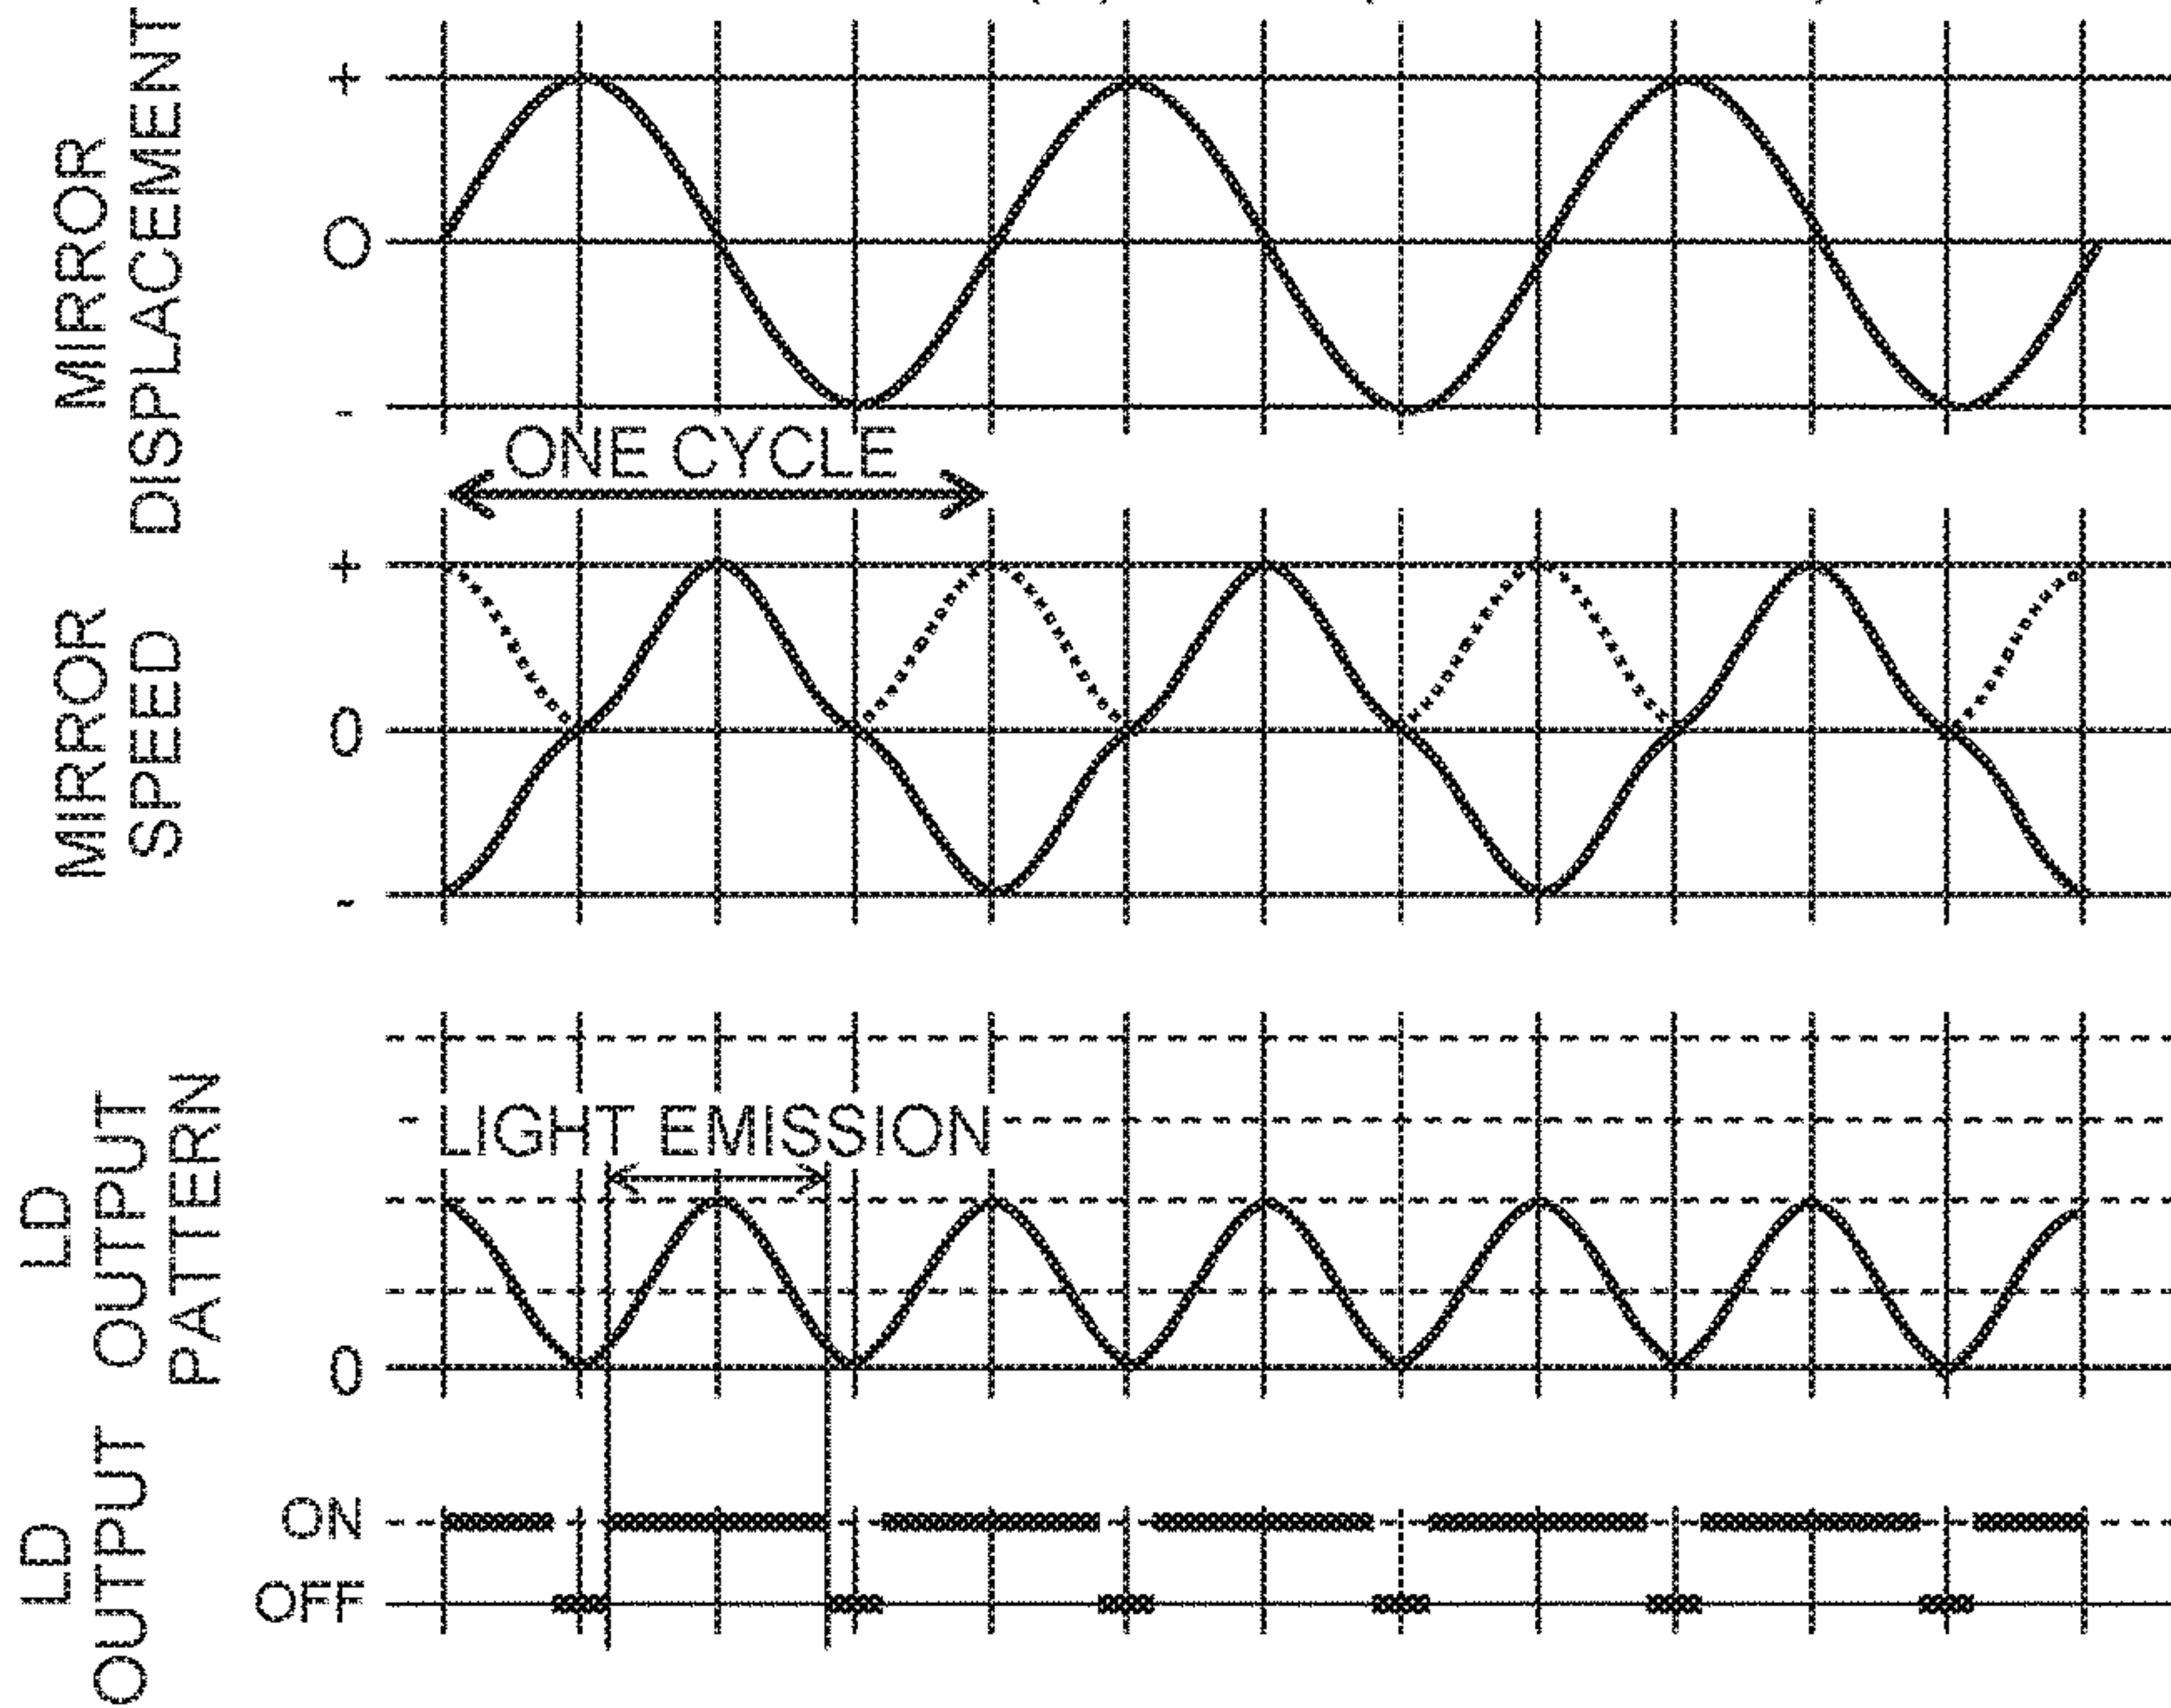 MIRROR
DISPLACEMENT
+
O
-
ONE CYCLE
MIRROR
SPEED
+
0
-
LD
OUTPUT
PATTERN
LIGHT EMISSION
0
LD
OUTPUT
ON
OFF